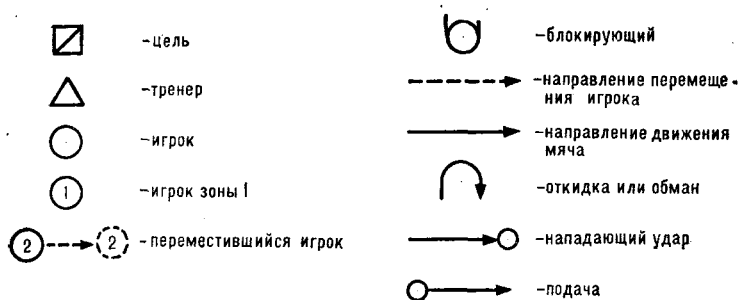 -цель
-тренер
-игрок
1 -игрок зоны 1
2 2 -переместившийся игрок
-блокирующий
-направление перемеще-
ния игрока
-направление движения
мяча
-откидка или обман
-нападающий удар
-подача